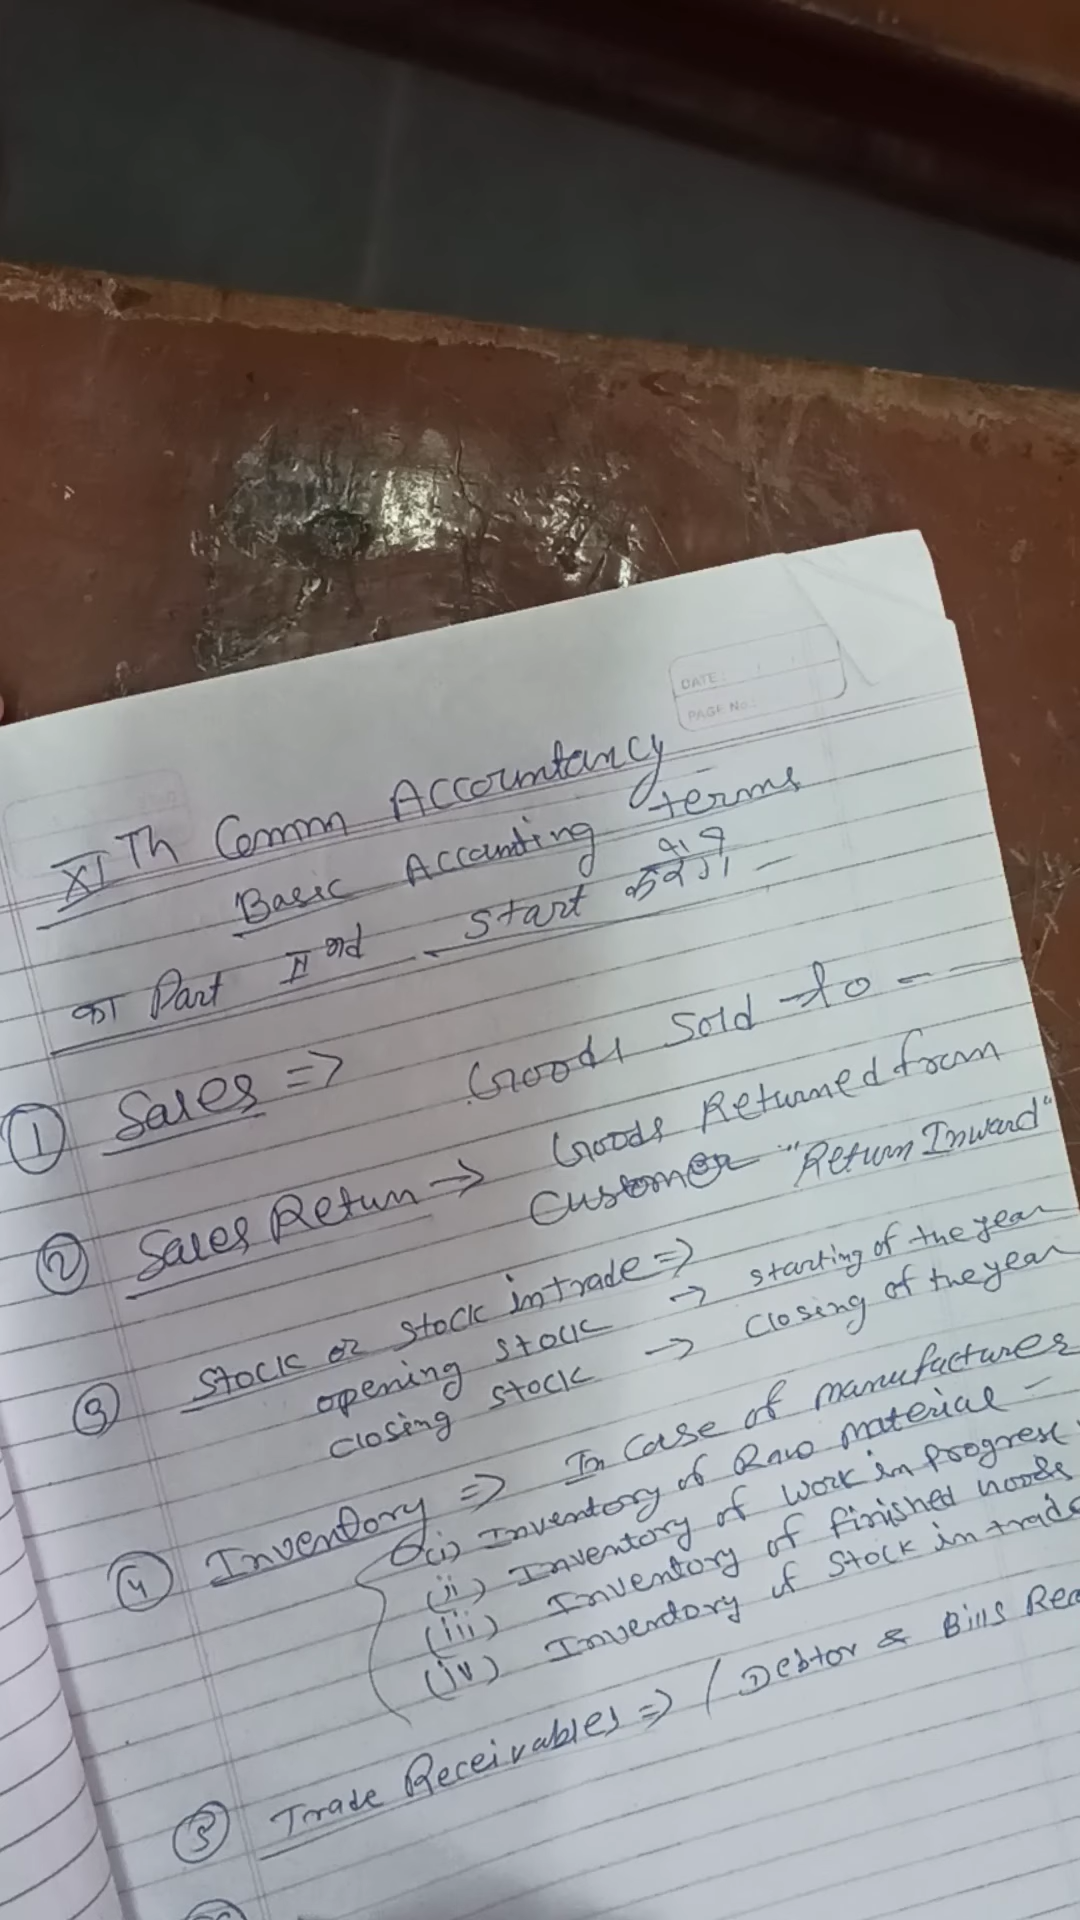 DATE:
PAGE No.:
XI Th Comm Accountancy
Basic Accounting terms
का Part IInd start करेंगे
① Sales => Goods Sold to - -
② Sales Return → Goods Returned from
Customer "Return Inward"
③ Stock or stock in trade =>
opening stock → starting of the year
closing stock → closing of the year
④ Inventory => In Case of manufacturer
(i) Inventory of Raw material -
(ii) Inventory of work in progress
(iii) Inventory of finished Goods
(iv) Inventory of Stock in trade
⑤ Trade Receivables => ( Debtor & Bills Rec